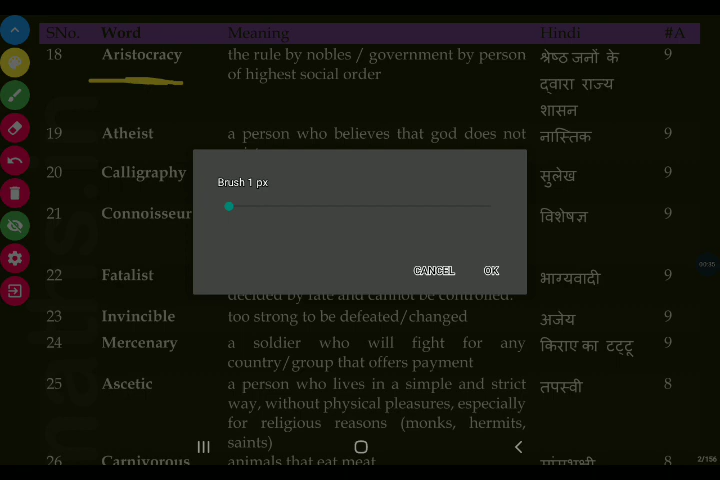 SNo. Word Meaning Hindi #A
18 Aristocracy the rule by nobles / government by person श्रेष्ठ जनों के 9
of highest social order द्वारा राज्य
शासन
19 Atheist a person who believes that god does not नास्तिक 9
20 Calligraphy सुलेख 9
21 Connoisseur विशेषज्ञ 9
Brush 1 px
CANCEL OK
00:35
22 Fatalist भाग्यवादी 9
decided by fate and cannot be controlled.
23 Invincible too strong to be defeated/changed अजेय 9
24 Mercenary a soldier who will fight for any किराए का टट्टू 9
country/group that offers payment
25 Ascetic a person who lives in a simple and strict तपस्वी 8
way, without physical pleasures, especially
for religious reasons (monks, hermits,
saints)
26 Carnivorous animals that eat meat 8
2/156